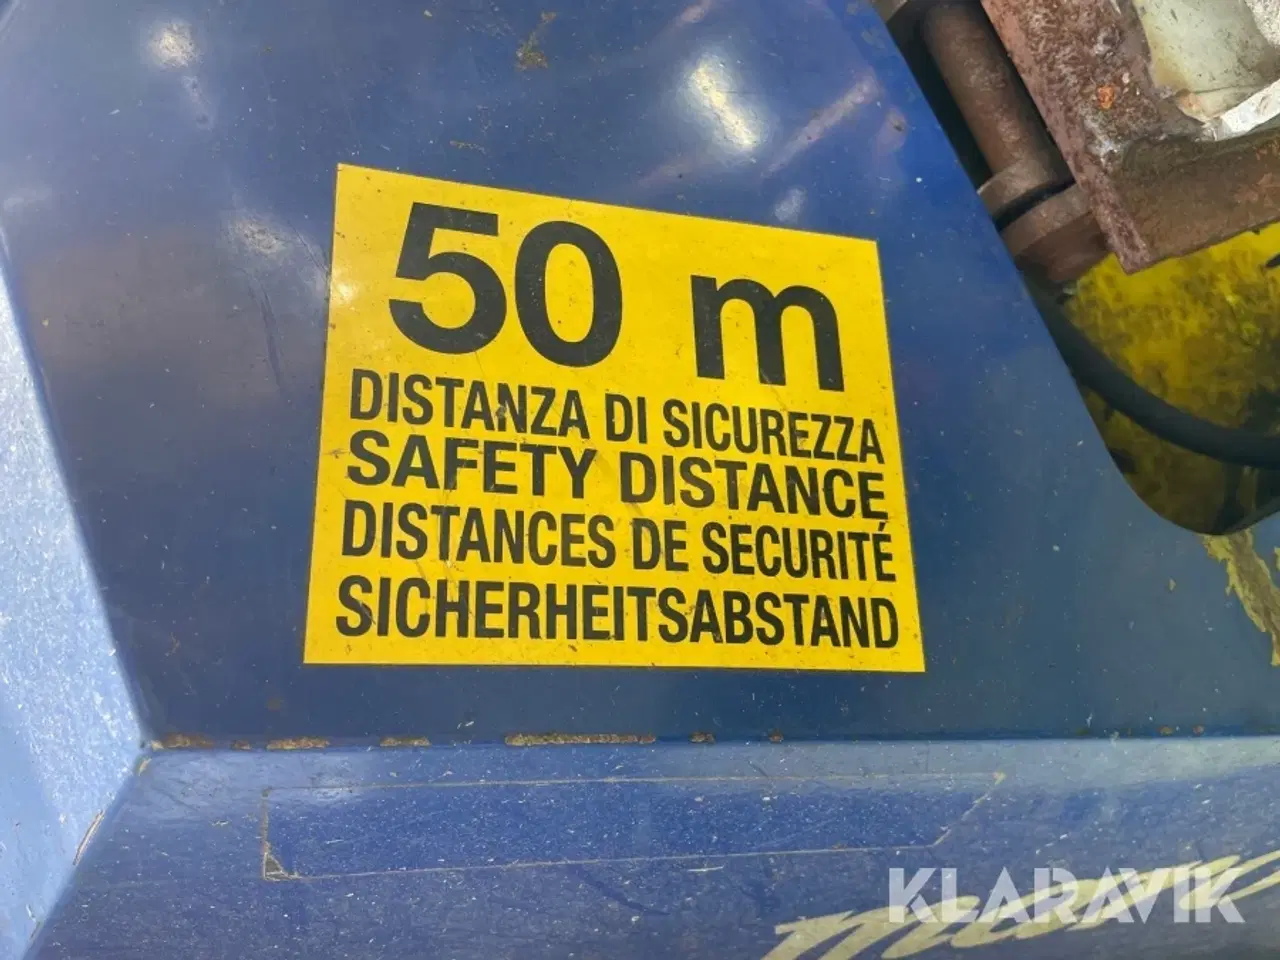 50 m
DISTANZA DI SICUREZZA
SAFETY DISTANCE
DISTANCES DE SECURITÉ
SICHERHEITSABSTAND
KLARAVIK